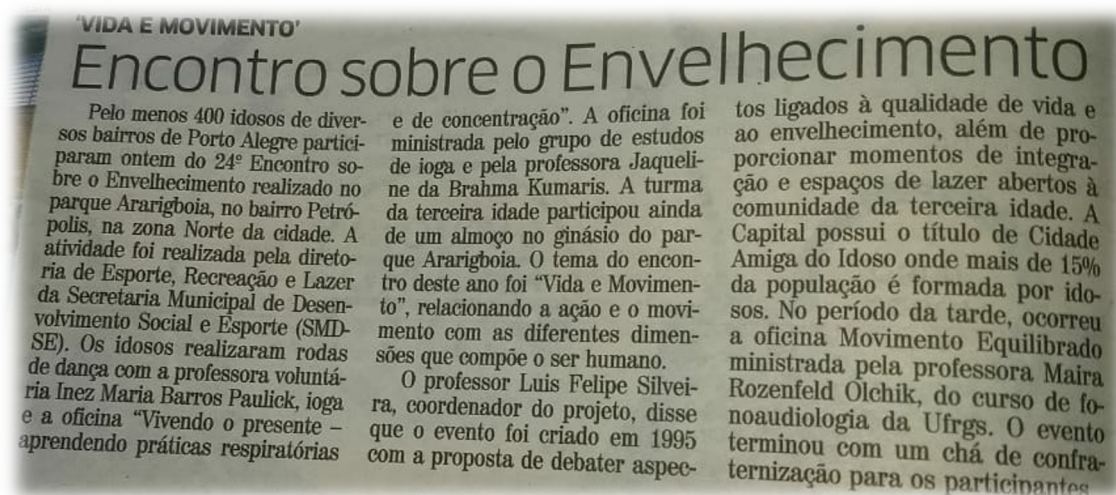 'VIDA E MOVIMENTO'
Encontro sobre o Envelhecimento
Pelo menos 400 idosos de diver-
sos bairros de Porto Alegre partici-
param ontem do 24º Encontro so-
bre o Envelhecimento realizado no
parque Ararigboia, no bairro Petró-
polis, na zona Norte da cidade. A
atividade foi realizada pela direto-
ria de Esporte, Recreação e Lazer
da Secretaria Municipal de Desen-
volvimento Social e Esporte (SMD-
SE). Os idosos realizaram rodas
de dança com a professora voluntá-
ria Inez Maria Barros Paulick, ioga
e a oficina “Vivendo o presente –
aprendendo práticas respiratórias
e de concentração”. A oficina foi
ministrada pelo grupo de estudos
de ioga e pela professora Jaqueli-
ne da Brahma Kumaris. A turma
da terceira idade participou ainda
de um almoço no ginásio do par-
que Ararigboia. O tema do encon-
tro deste ano foi “Vida e Movimen-
to”, relacionando a ação e o movi-
mento com as diferentes dimen-
sões que compõe o ser humano.
O professor Luis Felipe Silvei-
ra, coordenador do projeto, disse
que o evento foi criado em 1995
com a proposta de debater aspec-
tos ligados à qualidade de vida e
ao envelhecimento, além de pro-
porcionar momentos de integra-
ção e espaços de lazer abertos à
comunidade da terceira idade. A
Capital possui o título de Cidade
Amiga do Idoso onde mais de 15%
da população é formada por ido-
sos. No período da tarde, ocorreu
a oficina Movimento Equilibrado
ministrada pela professora Maira
Rozenfeld Olchik, do curso de fo-
noaudiologia da Ufrgs. O evento
terminou com um chá de confra-
ternização para os participantes